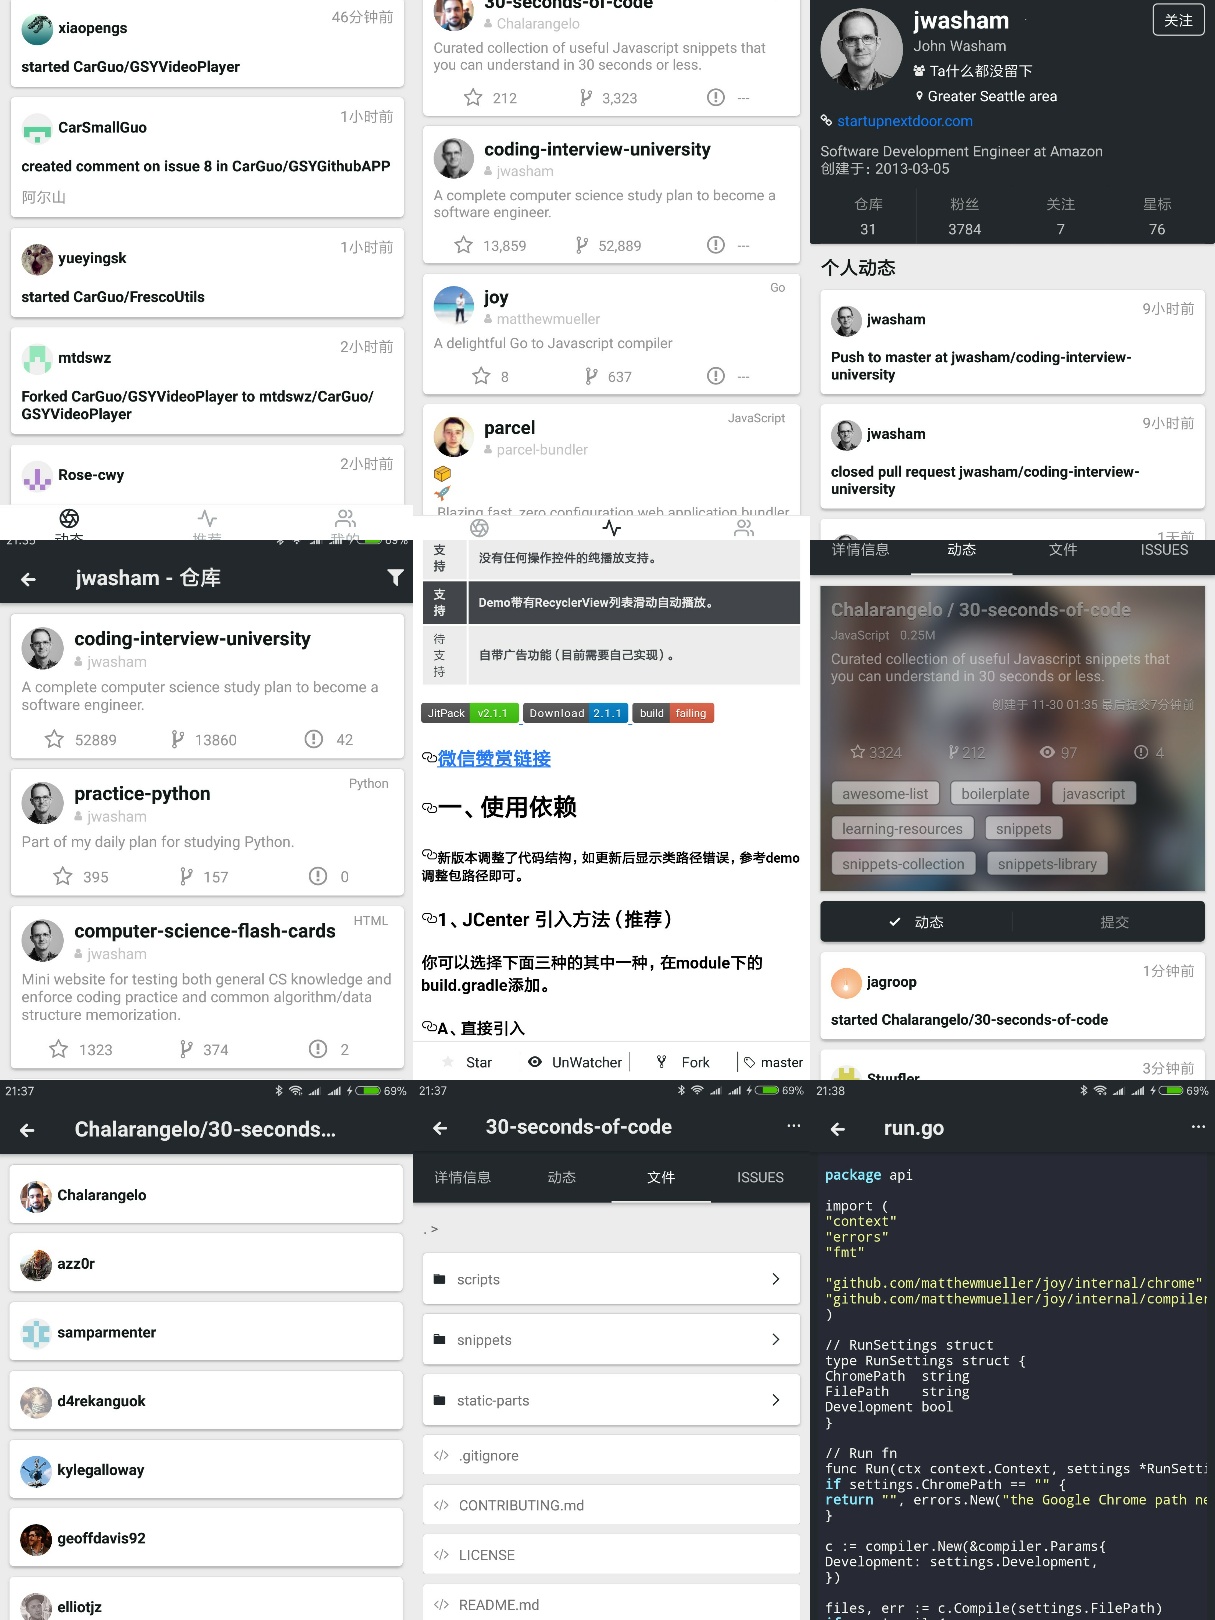 46分钟前
xiaopengs
started CarGuo/GSYVideoPlayer
1小时前
CarSmallGuo
created comment on issue 8 in CarGuo/GSYGithubAPP
阿尔山
1小时前
yueyingsk
started CarGuo/FrescoUtils
2小时前
mtdswz
Forked CarGuo/GSYVideoPlayer to mtdswz/CarGuo/
GSYVideoPlayer
2小时前
Rose-cwy
动态
推荐
我的
30-seconds-of-code
Chalarangelo
Curated collection of useful Javascript snippets that
you can understand in 30 seconds or less.
212 3,323 ---
coding-interview-university
jwasham
A complete computer science study plan to become a
software engineer.
13,859 52,889 ---
Go
joy
matthewmueller
A delightful Go to Javascript compiler
8 637 ---
JavaScript
parcel
parcel-bundler
Blazing fast, zero configuration web application bundler
jwasham
关注
John Washam
Ta什么都没留下
Greater Seattle area
startupnextdoor.com
Software Development Engineer at Amazon
创建于: 2013-03-05
仓库 粉丝 关注 星标
31 3784 7 76
个人动态
9小时前
jwasham
Push to master at jwasham/coding-interview-
university
9小时前
jwasham
closed pull request jwasham/coding-interview-
university
1天前
21:35 69%
jwasham - 仓库
coding-interview-university
jwasham
A complete computer science study plan to become a
software engineer.
52889 13860 42
Python
practice-python
jwasham
Part of my daily plan for studying Python.
395 157 0
HTML
computer-science-flash-cards
jwasham
Mini website for testing both general CS knowledge and
enforce coding practice and common algorithm/data
structure memorization.
1323 374 2
支持 没有任何操作控件的纯播放支持。
支持 Demo带有RecyclerView列表滑动自动播放。
待支持 自带广告功能（目前需要自己实现）。
JitPack v2.1.1 Download 2.1.1 build failing
微信赞赏链接
一、使用依赖
新版本调整了代码结构，如更新后显示类路径错误，参考demo
调整包路径即可。
1、JCenter 引入方法（推荐）
你可以选择下面三种的其中一种，在module下的
build.gradle添加。
A、直接引入
Star UnWatcher Fork master
详情信息 动态 文件 ISSUES
Chalarangelo / 30-seconds-of-code
JavaScript 0.25M
Curated collection of useful Javascript snippets that
you can understand in 30 seconds or less.
创建于 11-30 01:35 最后提交7分钟前
3324 212 97 4
awesome-list boilerplate javascript
learning-resources snippets
snippets-collection snippets-library
动态 提交
1分钟前
jagroop
started Chalarangelo/30-seconds-of-code
3分钟前
Stuufler
21:37 69%
Chalarangelo/30-seconds...
Chalarangelo
azz0r
samparmenter
d4rekanguok
kylegalloway
geoffdavis92
elliotjz
21:37 69%
30-seconds-of-code ...
详情信息 动态 文件 ISSUES
. >
scripts
snippets
static-parts
.gitignore
CONTRIBUTING.md
LICENSE
README.md
21:38 69%
run.go ...
package api
import (
"context"
"errors"
"fmt"
"github.com/matthewmueller/joy/internal/chrome"
"github.com/matthewmueller/joy/internal/compiler
)
// RunSettings struct
type RunSettings struct {
ChromePath string
FilePath string
Development bool
}
// Run fn
func Run(ctx context.Context, settings *RunSetti
if settings.ChromePath == "" {
return "", errors.New("the Google Chrome path ne
}
c := compiler.New(&compiler.Params{
Development: settings.Development,
})
files, err := c.Compile(settings.FilePath)